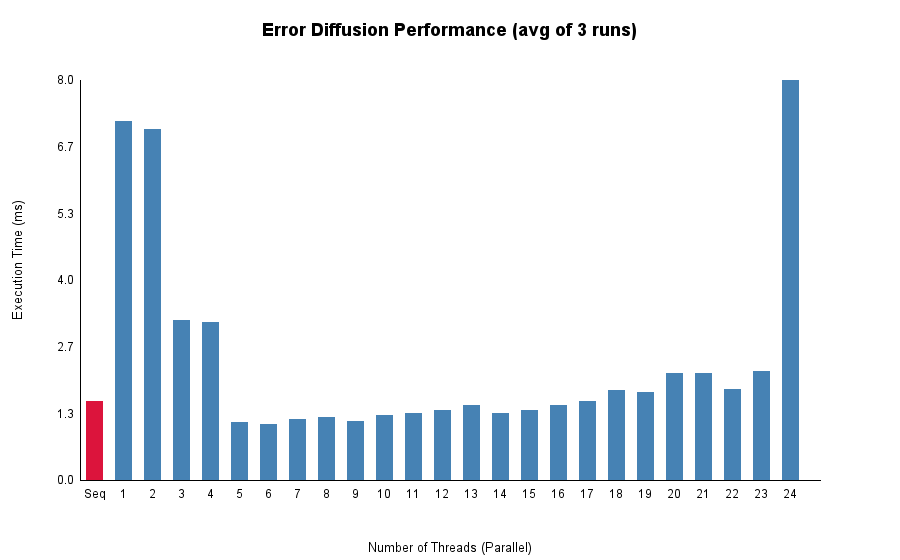 Error Diffusion Performance (avg of 3 runs)
8.0
6.7
5.3
4.0
2.7
1.3
0.0
Execution Time (ms)
Seq 1 2 3 4 5 6 7 8 9 10 11 12 13 14 15 16 17 18 19 20 21 22 23 24
Number of Threads (Parallel)